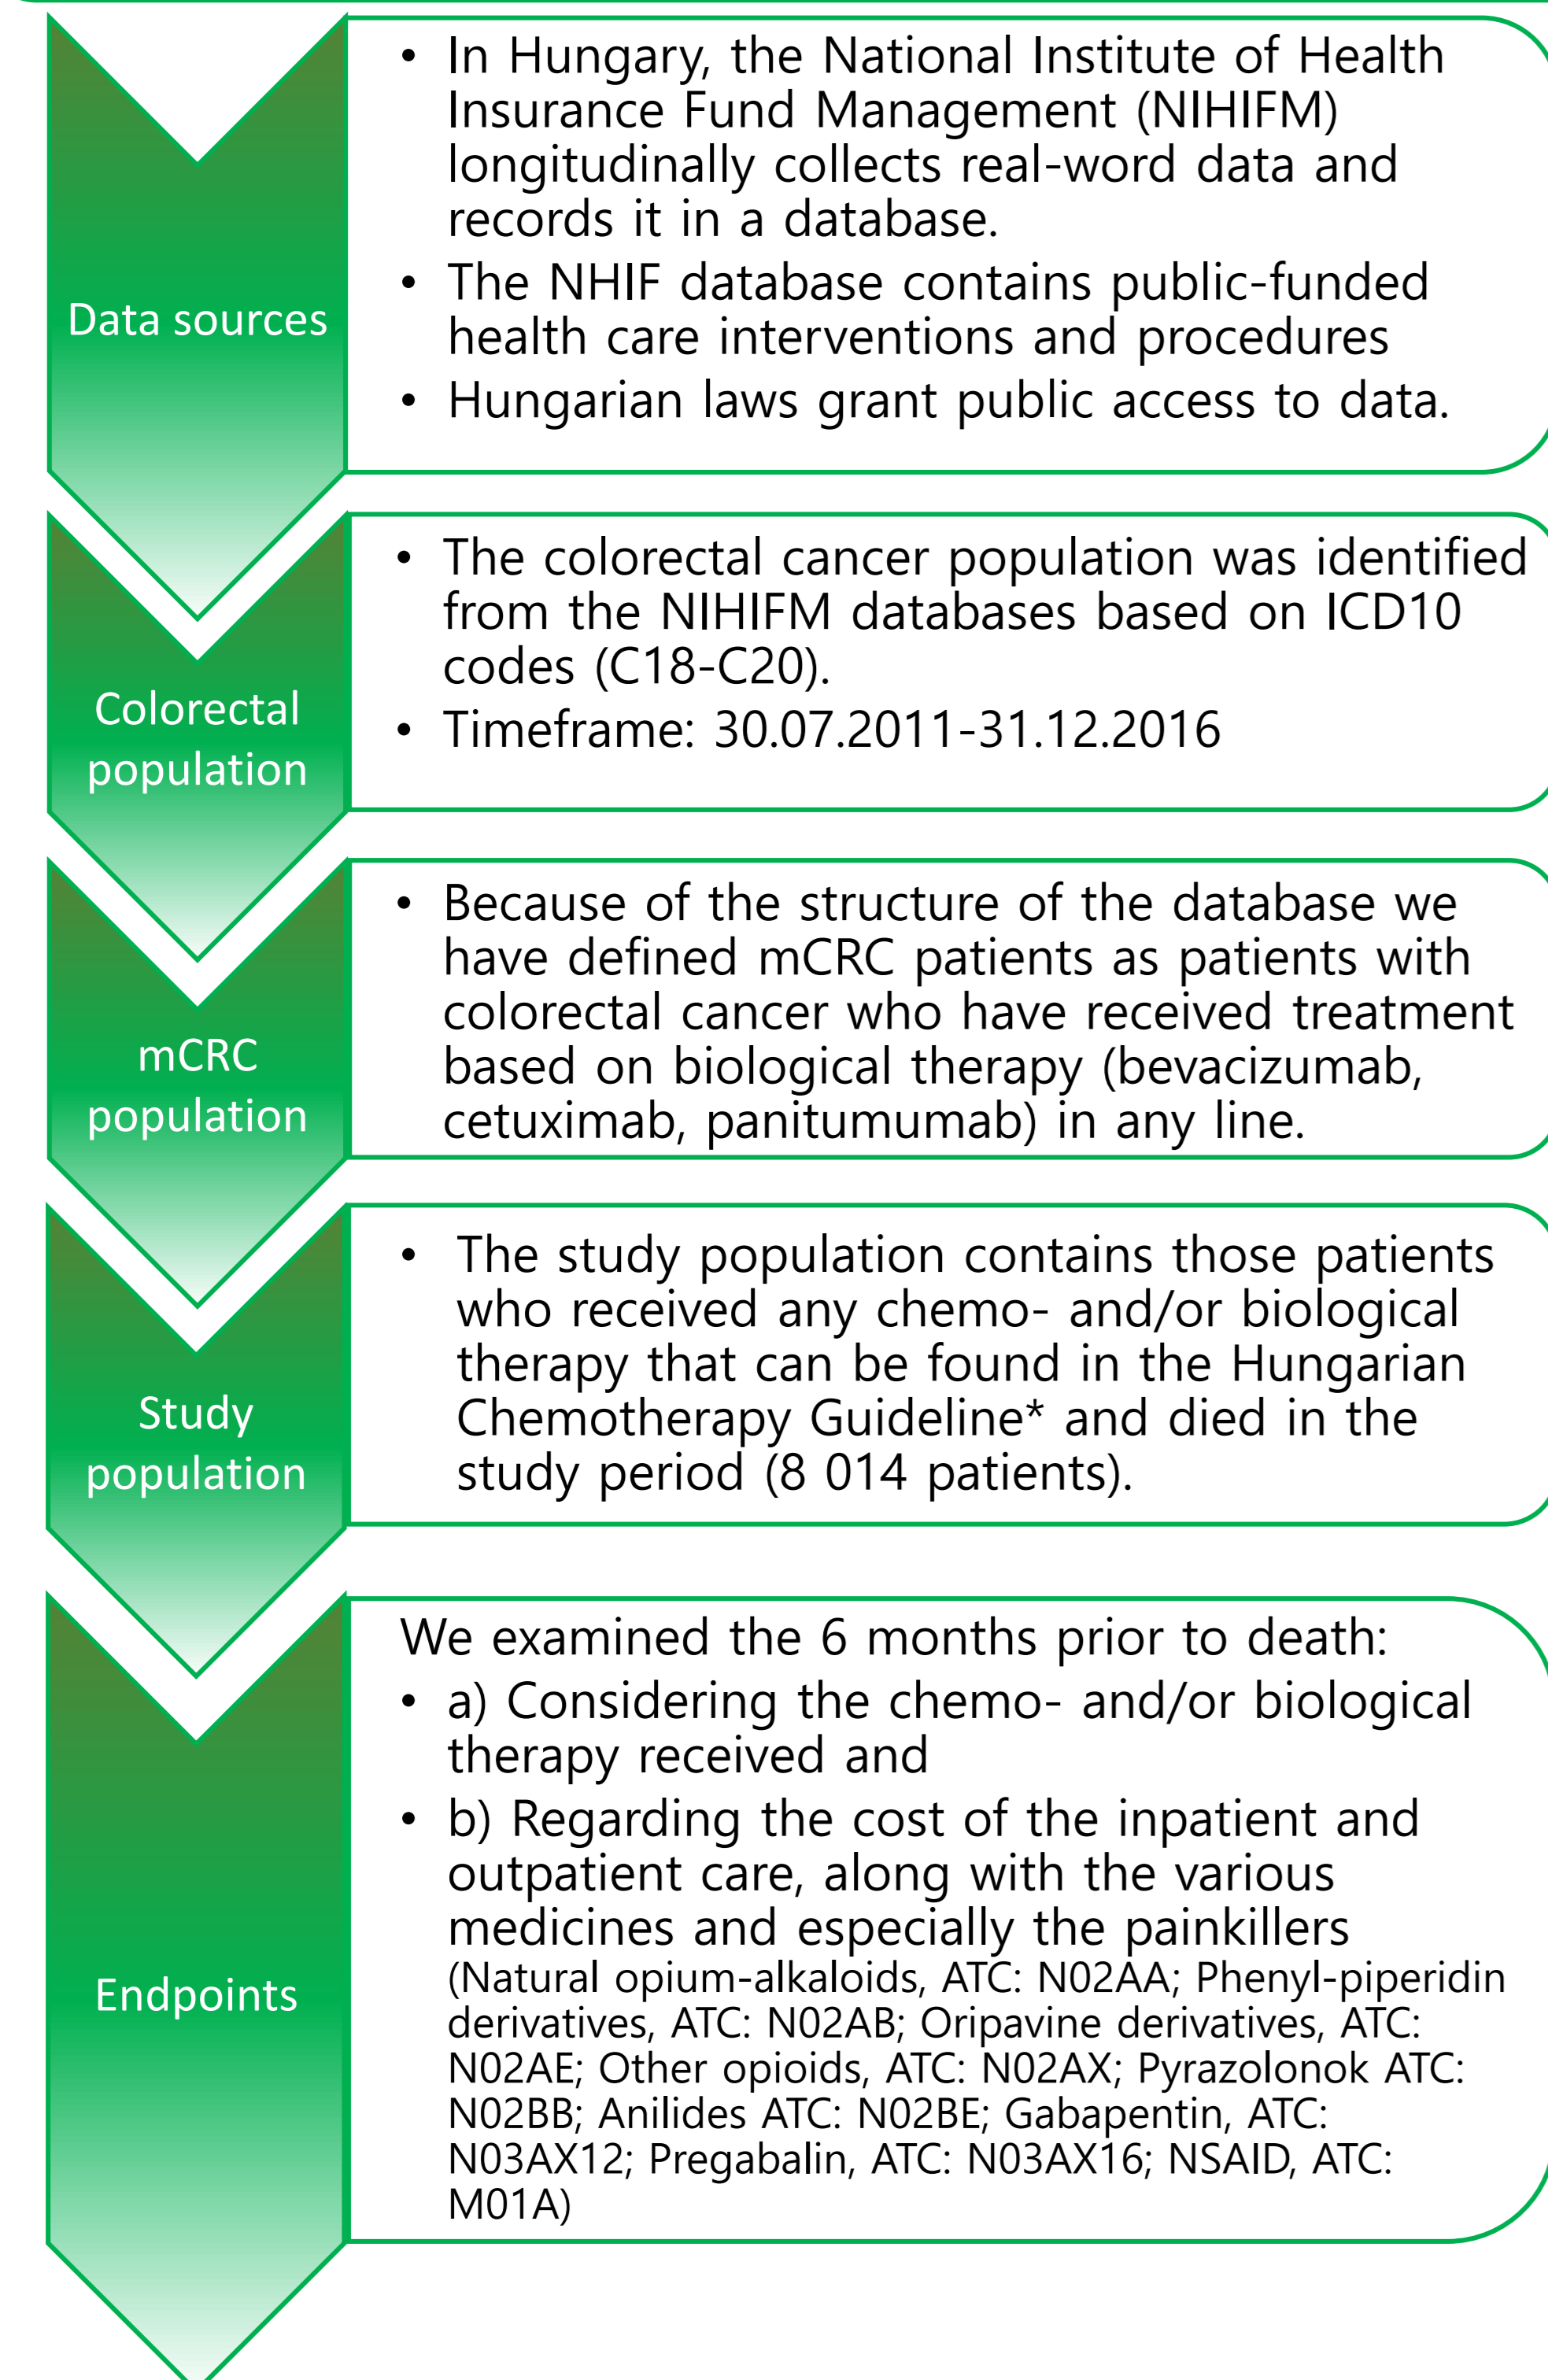 Data sources
• In Hungary, the National Institute of Health
Insurance Fund Management (NIHIFM)
longitudinally collects real-word data and
records it in a database.
• The NHIF database contains public-funded
health care interventions and procedures
• Hungarian laws grant public access to data.
Colorectal
population
• The colorectal cancer population was identified
from the NIHIFM databases based on ICD10
codes (C18-C20).
• Timeframe: 30.07.2011-31.12.2016
mCRC
population
• Because of the structure of the database we
have defined mCRC patients as patients with
colorectal cancer who have received treatment
based on biological therapy (bevacizumab,
cetuximab, panitumumab) in any line.
Study
population
• The study population contains those patients
who received any chemo- and/or biological
therapy that can be found in the Hungarian
Chemotherapy Guideline* and died in the
study period (8 014 patients).
Endpoints
We examined the 6 months prior to death:
• a) Considering the chemo- and/or biological
therapy received and
• b) Regarding the cost of the inpatient and
outpatient care, along with the various
medicines and especially the painkillers
(Natural opium-alkaloids, ATC: N02AA; Phenyl-piperidin
derivatives, ATC: N02AB; Oripavine derivatives, ATC:
N02AE; Other opioids, ATC: N02AX; Pyrazolonok ATC:
N02BB; Anilides ATC: N02BE; Gabapentin, ATC:
N03AX12; Pregabalin, ATC: N03AX16; NSAID, ATC:
M01A)